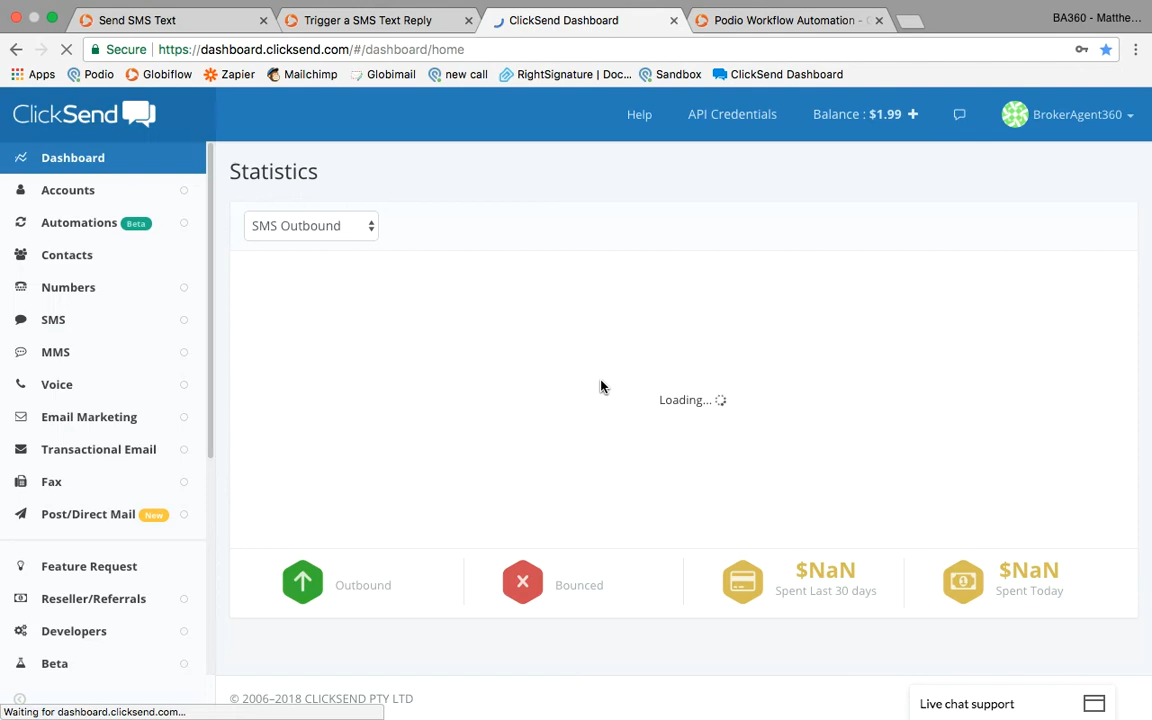 Send SMS Text
Trigger a SMS Text Reply
ClickSend Dashboard
Podio Workflow Automation - G
BA360 - Matthe...
Secure https://dashboard.clicksend.com/#/dashboard/home
Apps Podio Globiflow Zapier Mailchimp Globimail new call RightSignature | Doc... Sandbox ClickSend Dashboard
ClickSend
Help
API Credentials
Balance : $1.99 +
BrokerAgent360
Dashboard
Accounts
Automations Beta
Contacts
Numbers
SMS
MMS
Voice
Email Marketing
Transactional Email
Fax
Post/Direct Mail New
Feature Request
Reseller/Referrals
Developers
Beta
Statistics
SMS Outbound
Loading...
Outbound
Bounced
$NaN
Spent Last 30 days
$NaN
Spent Today
© 2006–2018 CLICKSEND PTY LTD
Live chat support
Waiting for dashboard.clicksend.com...